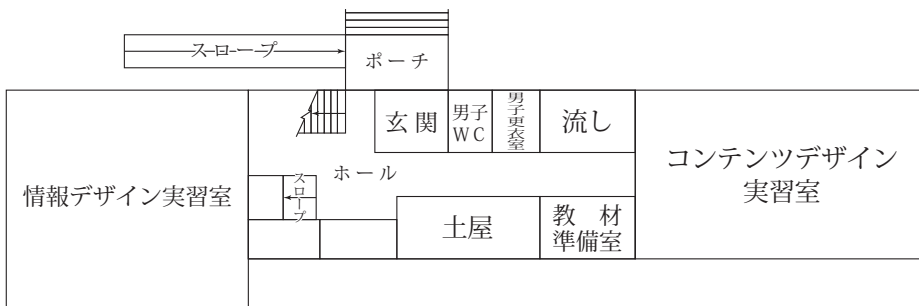 スロープ
ポーチ
玄関
男子
WC
男子更衣室
流し
コンテンツデザイン
実習室
ホール
情報デザイン実習室
スロープ
土屋
教材
準備室